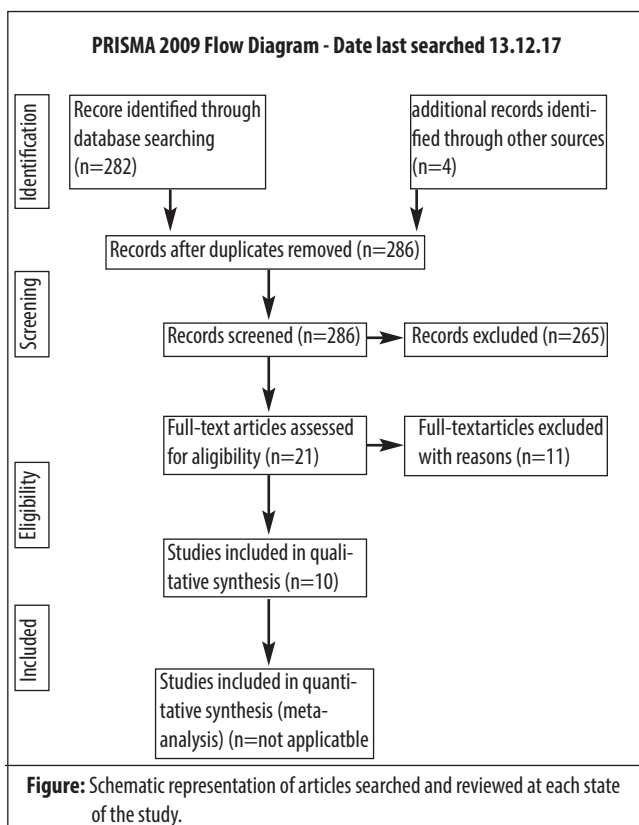 PRISMA 2009 Flow Diagram - Date last searched 13.12.17
Identification
Recore identified through
database searching
(n=282)
additional records identi-
fied through other sources
(n=4)
Records after duplicates removed (n=286)
Screening
Records screened (n=286)
Records excluded (n=265)
Full-text articles assessed
for aligibility (n=21)
Full-textarticles excluded
with reasons (n=11)
Eligibility
Studies included in quali-
tative synthesis (n=10)
Included
Studies included in quanti-
tative synthesis (meta-
analysis) (n=not applicatble
Figure: Schematic representation of articles searched and reviewed at each state
of the study.